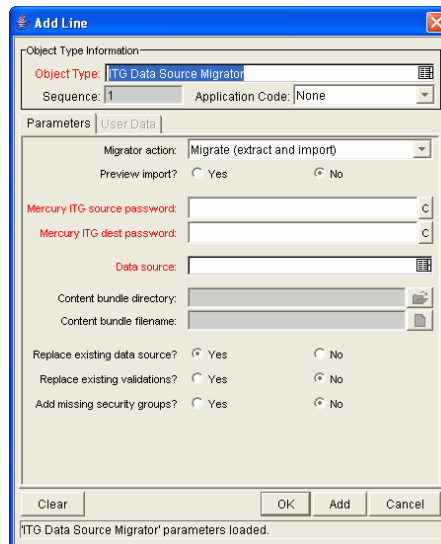 Add Line
Object Type Information
Object Type: ITG Data Source Migrator
Sequence: 1 Application Code: None
Parameters User Data
Migrator action: Migrate (extract and import)
Preview import? Yes No
Mercury ITG source password: C
Mercury ITG dest password: C
Data source:
Content bundle directory:
Content bundle filename:
Replace existing data source? Yes No
Replace existing validations? Yes No
Add missing security groups? Yes No
Clear OK Add Cancel
'ITG Data Source Migrator' parameters loaded.